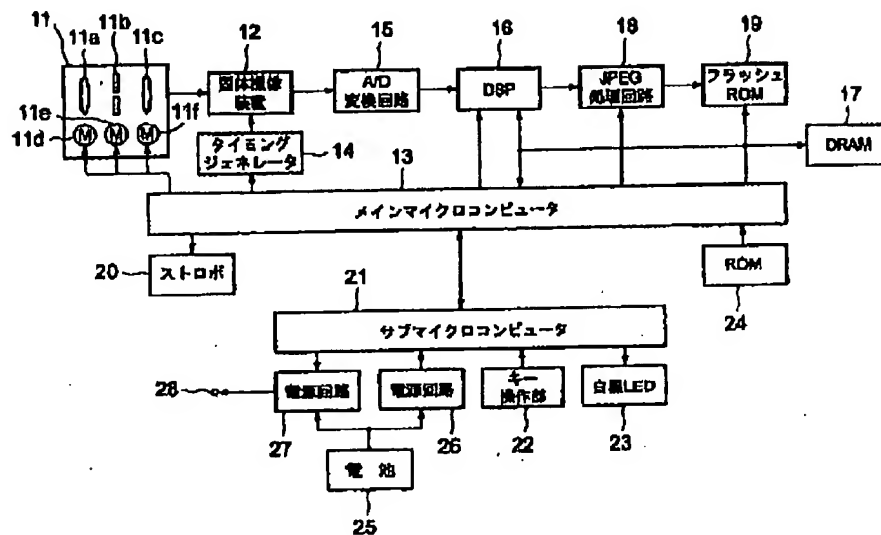 11
11a
11b
11c
11e
11d
11f
12
固体撮像
装置
15
A/D
変換回路
16
DSP
18
JPEG
処理回路
19
フラッシュ
ROM
17
DRAM
タイミング
ジェネレータ
14
13
M
M
M
メインマイクロコンピュータ
20
ストロボ
ROM
24
21
サブマイクロコンピュータ
28
電源回路
27
電源回路
26
キー
操作部
22
白黒LED
23
電 池
25